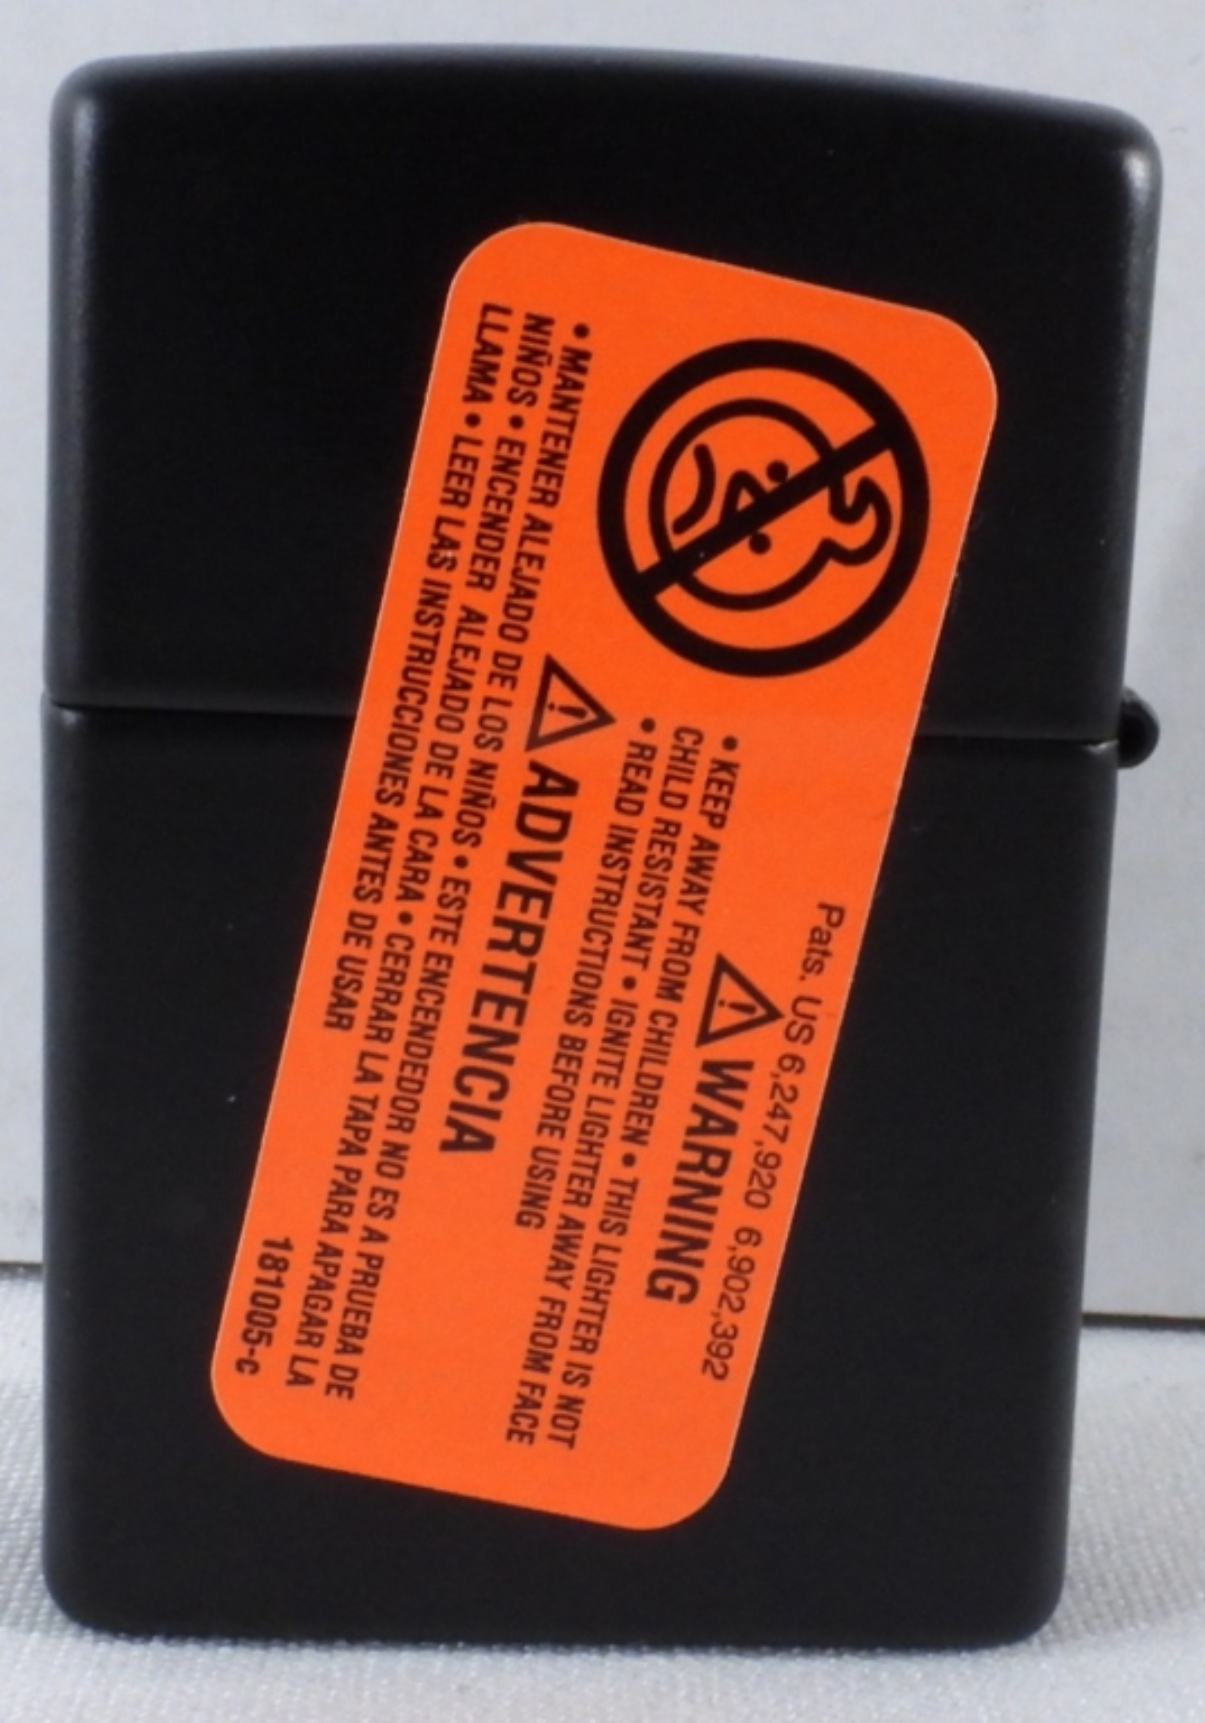 Pats. US 6,247,920 6,902,392
⚠ WARNING
• KEEP AWAY FROM CHILDREN • THIS LIGHTER IS NOT
CHILD RESISTANT • IGNITE LIGHTER AWAY FROM FACE
• READ INSTRUCTIONS BEFORE USING
⚠ ADVERTENCIA
• MANTENER ALEJADO DE LOS NIÑOS • ESTE ENCENDEDOR NO ES A PRUEBA DE
NIÑOS • ENCENDER ALEJADO DE LA CARA • CERRAR LA TAPA PARA APAGAR LA
LLAMA • LEER LAS INSTRUCCIONES ANTES DE USAR
181005-c